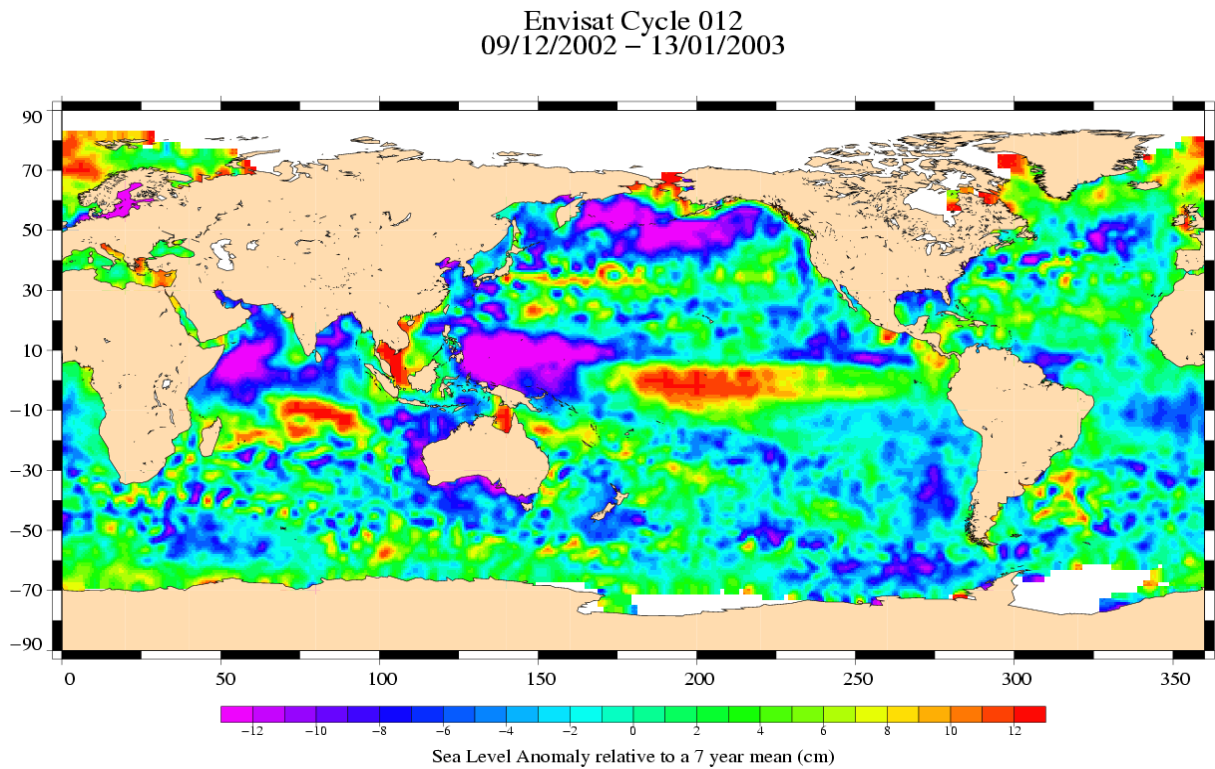 Envisat Cycle 012
09/12/2002 – 13/01/2003
90
70
50
30
10
−10
−30
−50
−70
−90
0 50 100 150 200 250 300 350
−12 −10 −8 −6 −4 −2 0 2 4 6 8 10 12
Sea Level Anomaly relative to a 7 year mean (cm)